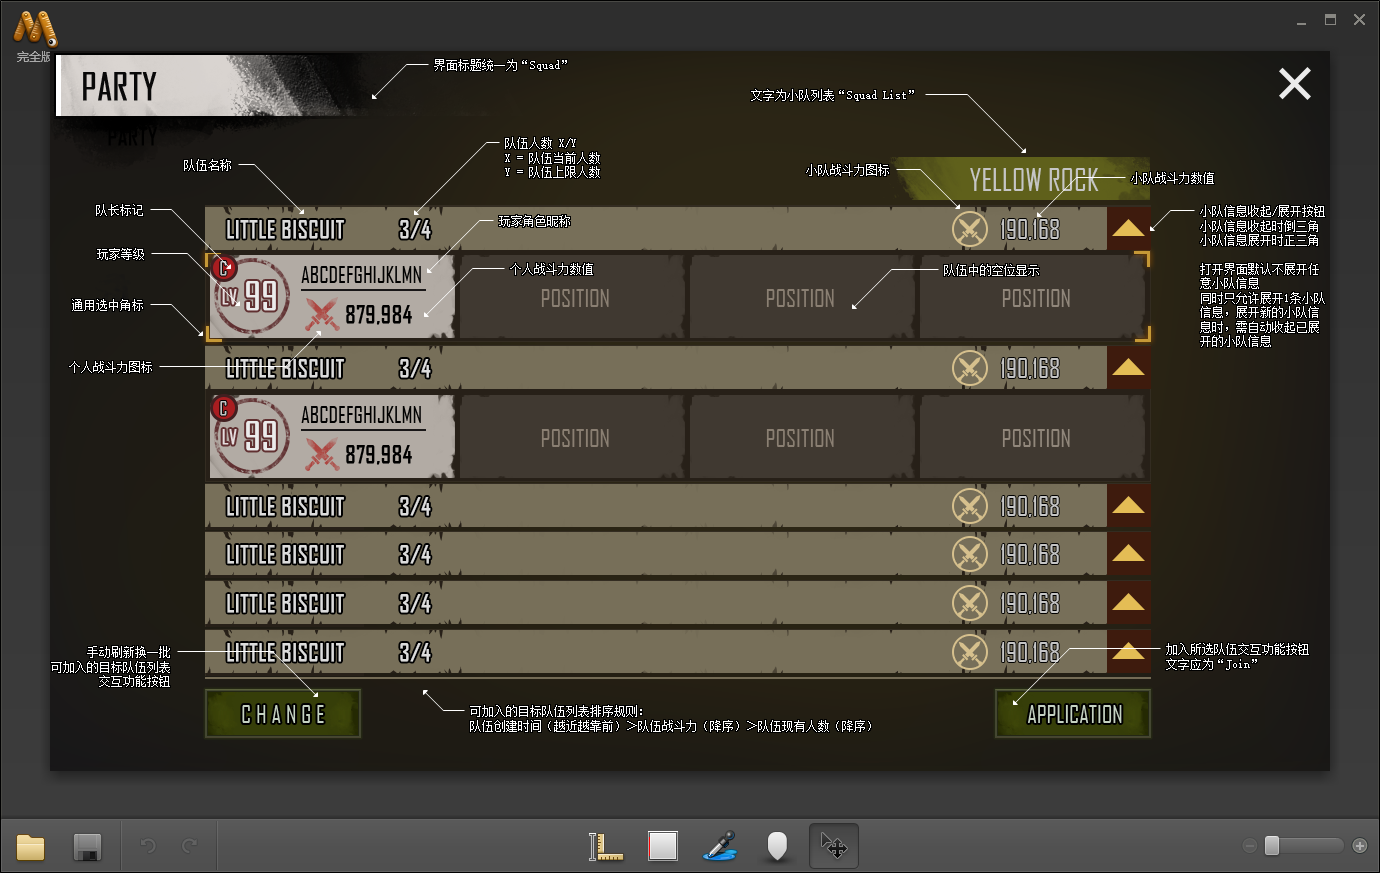 完全版
PARTY
界面标题统一为“Squad”
文字为小队列表“Squad List”
PARTY
队伍名称
队伍人数 X/Y
X = 队伍当前人数
Y = 队伍上限人数
小队战斗力图标
YELLOW ROCK
小队战斗力数值
队长标记
LITTLE BISCUIT 3/4
玩家角色昵称
190,168
小队信息收起/展开按钮
小队信息收起时倒三角
小队信息展开时正三角
打开界面默认不展开任
意小队信息
同时只允许展开1条小队
信息，展开新的小队信
息时，需自动收起已展
开的小队信息
玩家等级
通用选中角标
C
LV 99
ABCDEFGHIJKLMN
879,984
个人战斗力数值
POSITION
POSITION
队伍中的空位显示
POSITION
个人战斗力图标
LITTLE BISCUIT 3/4 190,168
C
LV 99
ABCDEFGHIJKLMN
879,984
POSITION
POSITION
POSITION
LITTLE BISCUIT 3/4 190,168
LITTLE BISCUIT 3/4 190,168
LITTLE BISCUIT 3/4 190,168
LITTLE BISCUIT 3/4 190,168
手动刷新换一批
可加入的目标队伍列表
交互功能按钮
加入所选队伍交互功能按钮
文字应为“Join”
CHANGE
可加入的目标队伍列表排序规则:
队伍创建时间（越近越靠前）>队伍战斗力（降序）>队伍现有人数（降序）
APPLICATION